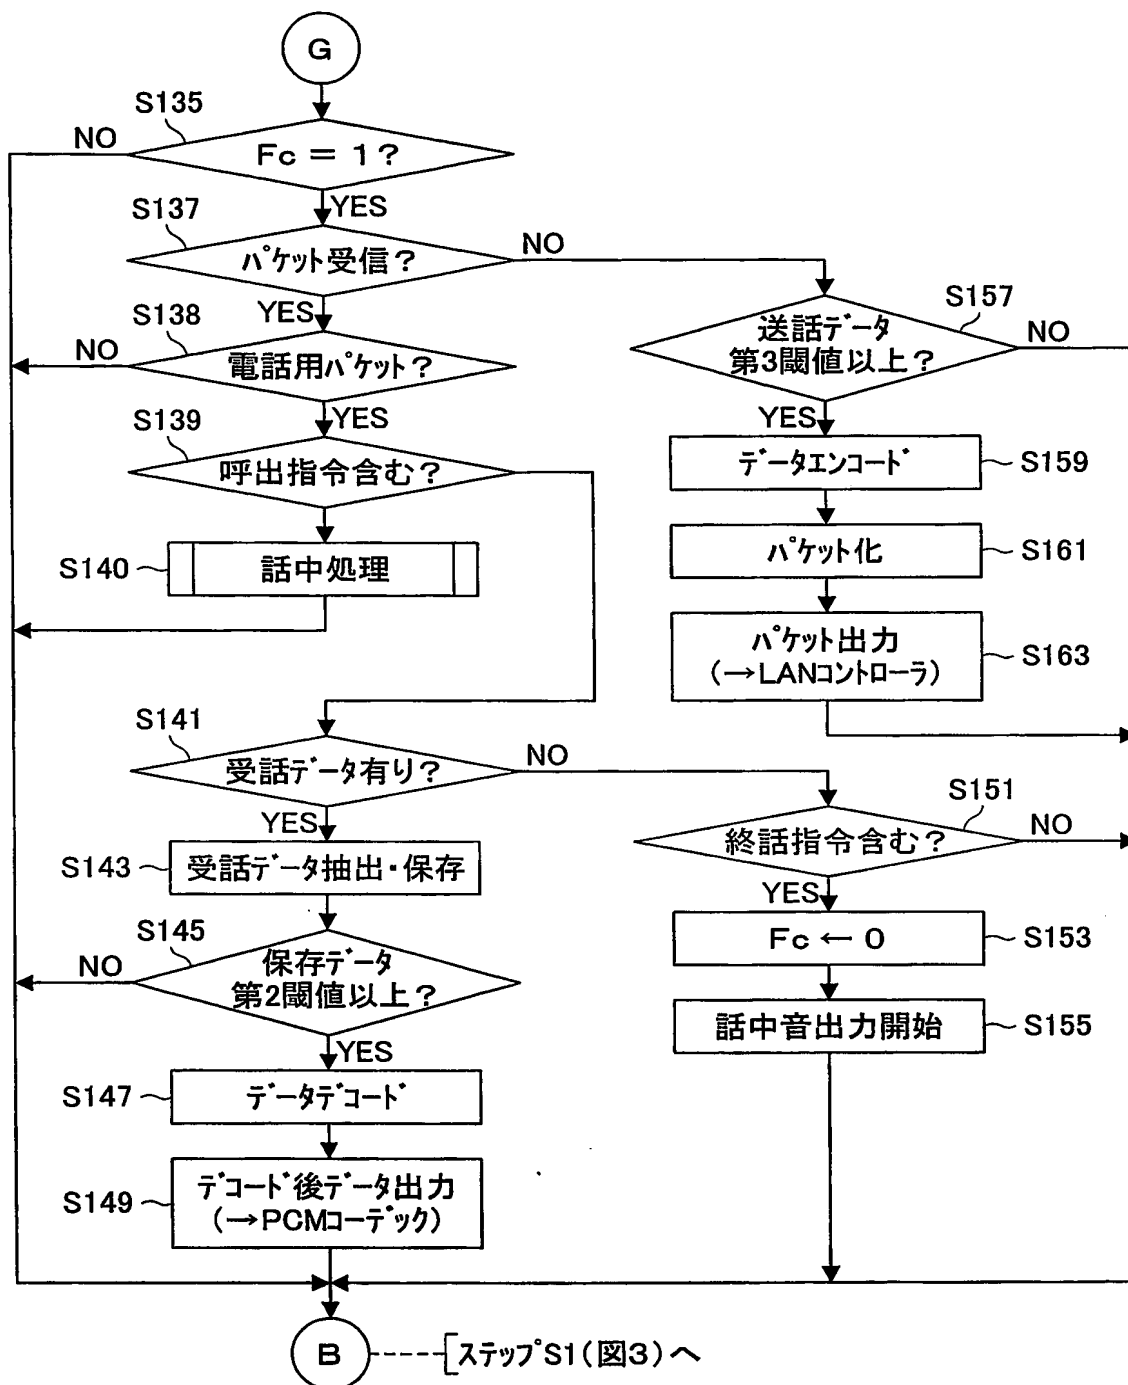 G
S135
NO
Fc = 1?
YES
S137
NO
パケット受信?
YES
S138
NO
電話用パケット?
YES
S139
呼出指令含む?
S140
話中処理
S157
送話データ
第3閾値以上?
NO
YES
データエンコード
S159
パケット化
S161
パケット出力
(→LANコントローラ)
S163
S141
受話データ有り?
NO
YES
S143
受話データ抽出・保存
S145
NO
保存データ
第2閾値以上?
YES
S147
データデコード
S149
デコード後データ出力
(→PCMコーデック)
S151
終話指令含む?
NO
YES
Fc ← 0
S153
話中音出力開始
S155
B
ステップS1(図3)へ